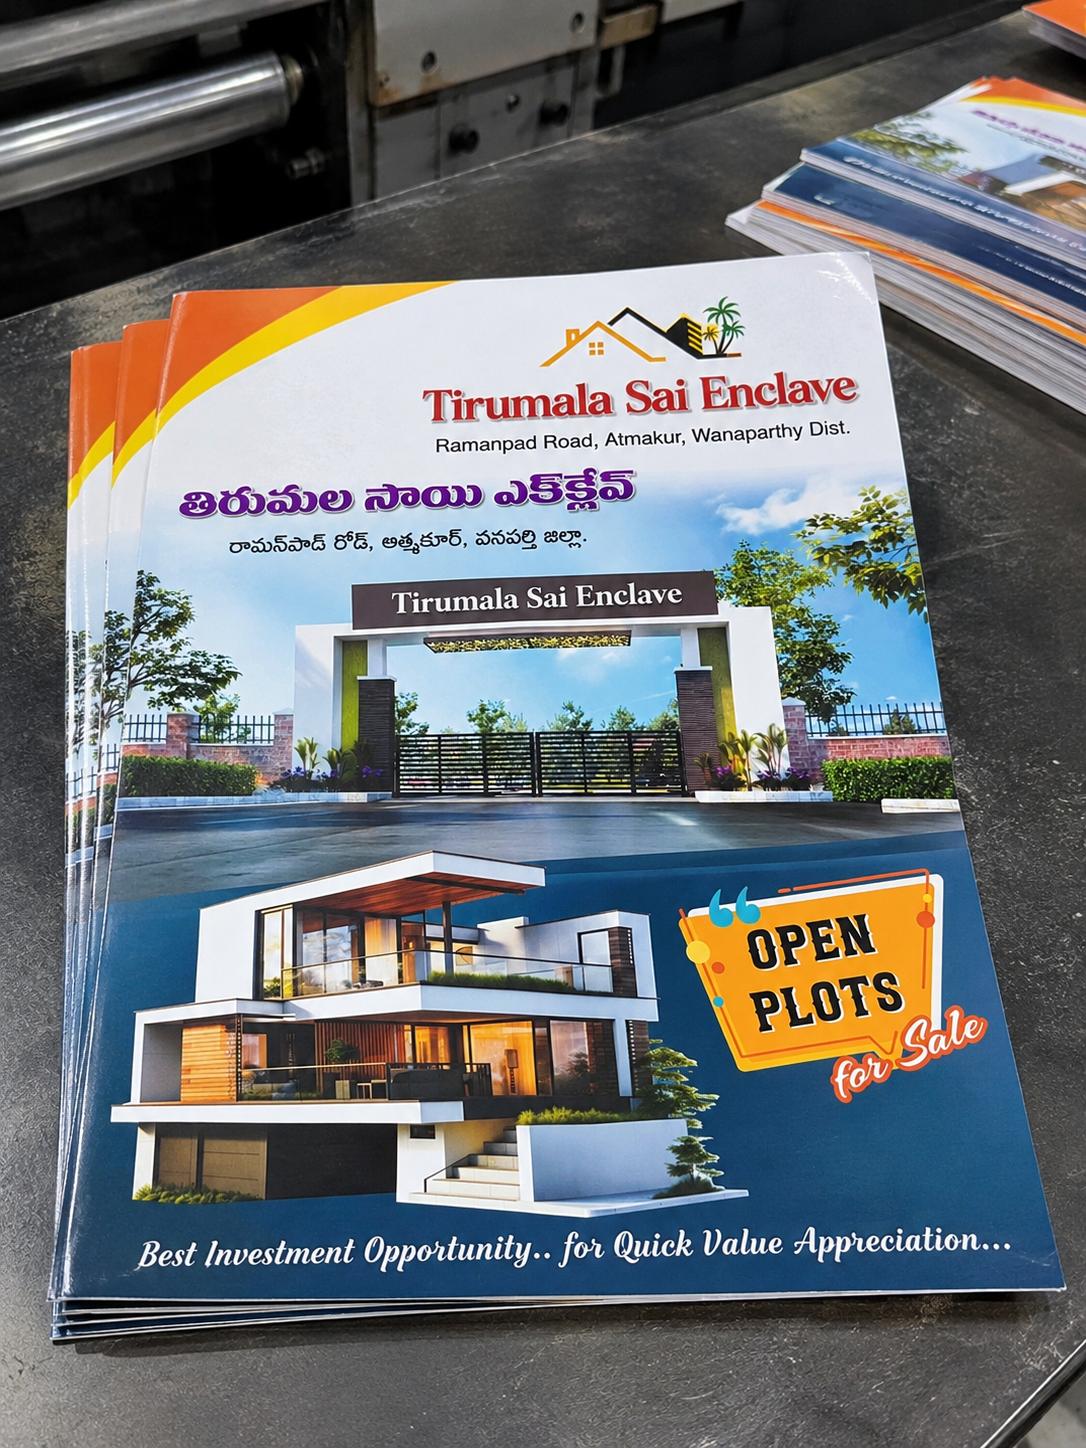 Tirumala Sai Enclave
Ramanpad Road, Atmakur, Wanaparthy Dist.
తిరుమల సాయి ఎక్‌క్లేవ్
రామన్‌పాడ్ రోడ్, ఆత్మకూర్, వనపర్తి జిల్లా.
Tirumala Sai Enclave
OPEN
PLOTS
for Sale
Best Investment Opportunity.. for Quick Value Appreciation...